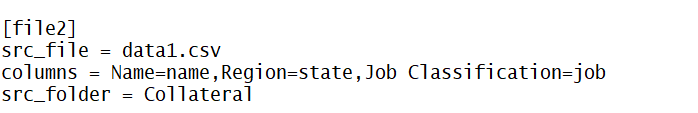 [file2]
src_file = data1.csv
columns = Name=name,Region=state,Job Classification=job
src_folder = Collateral